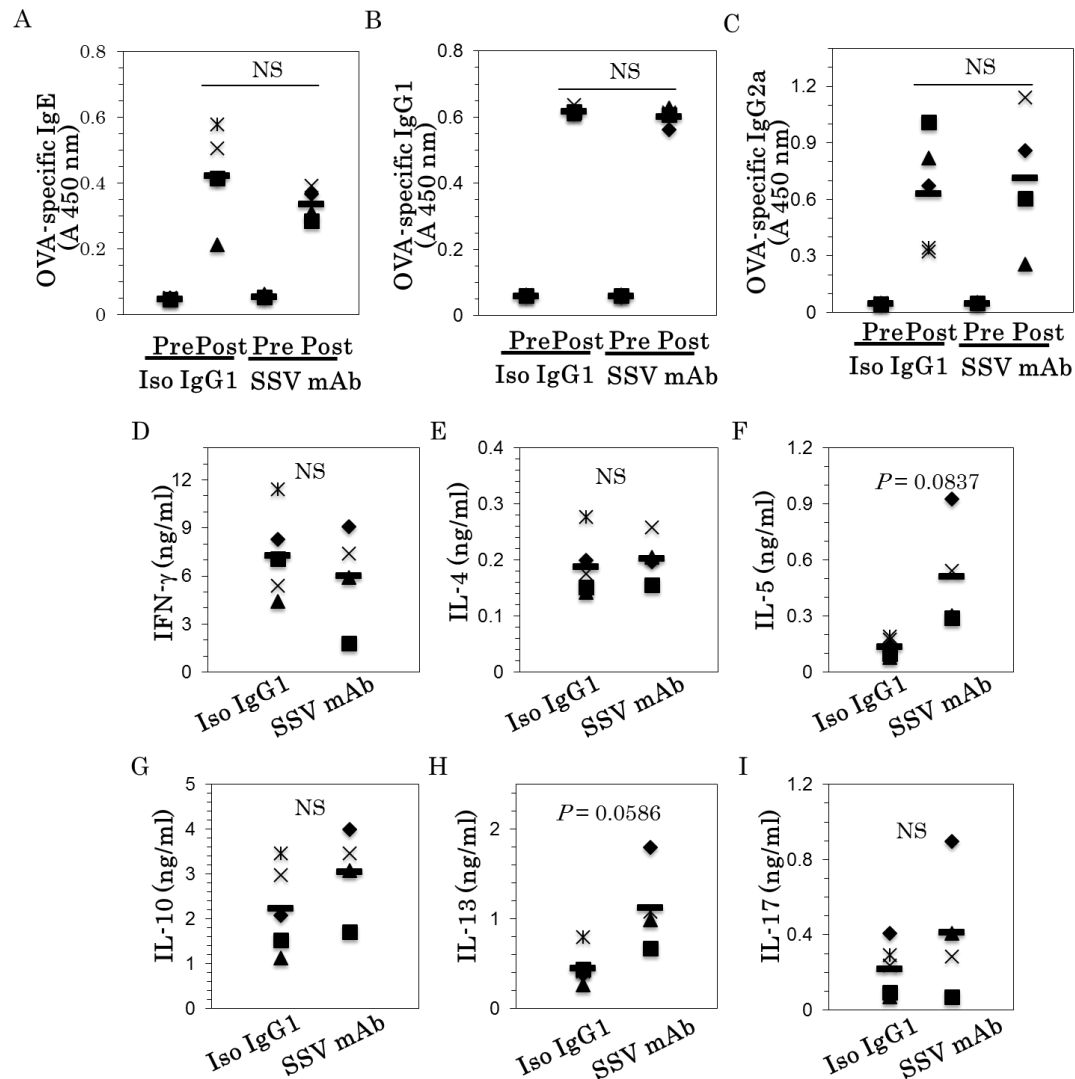 A
OVA-specific IgE
(A 450 nm)
0.8
0.6
0.4
0.2
0
NS
PrePost Pre Post
Iso IgG1 SSV mAb
B
OVA-specific IgG1
(A 450 nm)
0.8
0.6
0.4
0.2
0
NS
PrePost Pre Post
Iso IgG1 SSV mAb
C
OVA-specific IgG2a
(A 450 nm)
1.2
0.9
0.6
0.3
0
NS
PrePost Pre Post
Iso IgG1 SSV mAb
D
IFN-γ (ng/ml)
12
9
6
3
0
NS
Iso IgG1
SSV mAb
E
IL-4 (ng/ml)
0.4
0.3
0.2
0.1
0
NS
Iso IgG1
SSV mAb
F
IL-5 (ng/ml)
1.2
0.9
0.6
0.3
0
P = 0.0837
Iso IgG1
SSV mAb
G
IL-10 (ng/ml)
5
4
3
2
1
0
NS
Iso IgG1
SSV mAb
H
IL-13 (ng/ml)
2
1
0
P = 0.0586
Iso IgG1
SSV mAb
I
IL-17 (ng/ml)
1.2
0.8
0.4
0
NS
Iso IgG1
SSV mAb